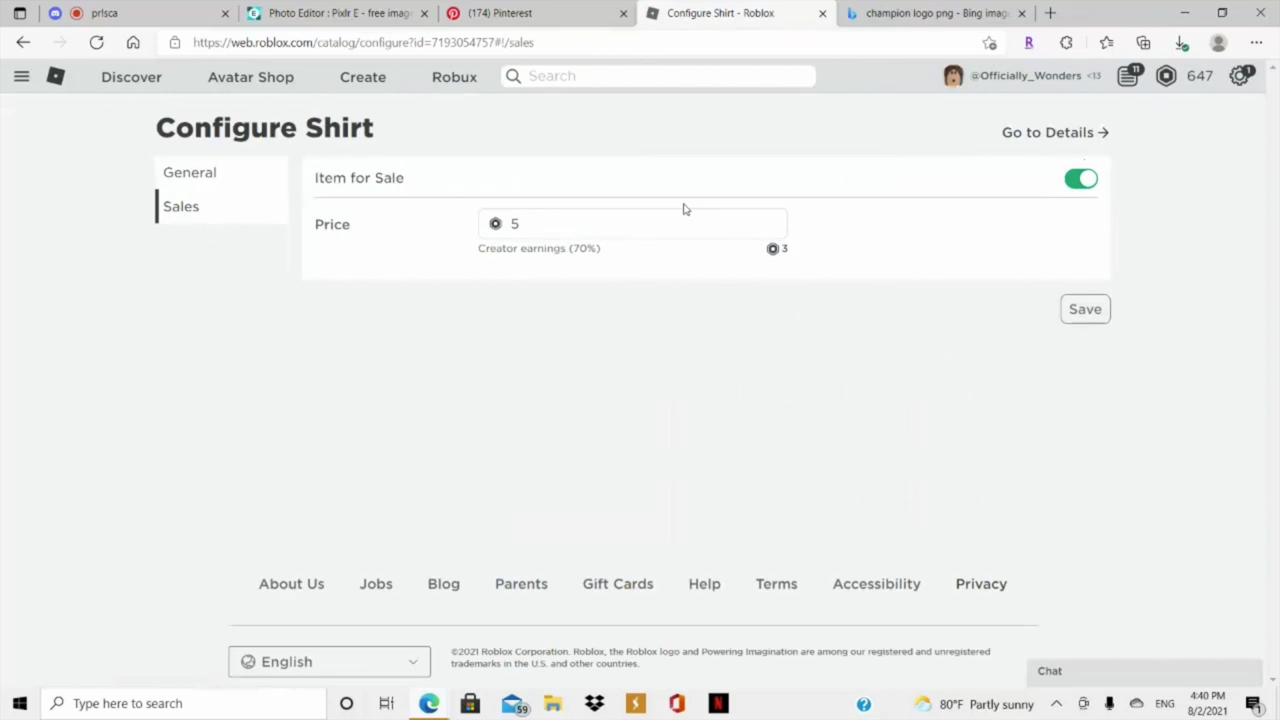 prlsca
Photo Editor : Pixlr E - free imag
(174) Pinterest
Configure Shirt - Roblox
champion logo png - Bing imag
https://web.roblox.com/catalog/configure?id=7193054757#!/sales
Discover
Avatar Shop
Create
Robux
Search
@Officially_Wonders <13
11
647
1
Configure Shirt
Go to Details →
General
Sales
Item for Sale
Price
5
Creator earnings (70%)
3
Save
About Us
Jobs
Blog
Parents
Gift Cards
Help
Terms
Accessibility
Privacy
English
©2021 Roblox Corporation. Roblox, the Roblox logo and Powering Imagination are among our registered and unregistered
trademarks in the U.S. and other countries.
Chat
Type here to search
59
80°F Partly sunny
ENG
4:40 PM
8/2/2021
1